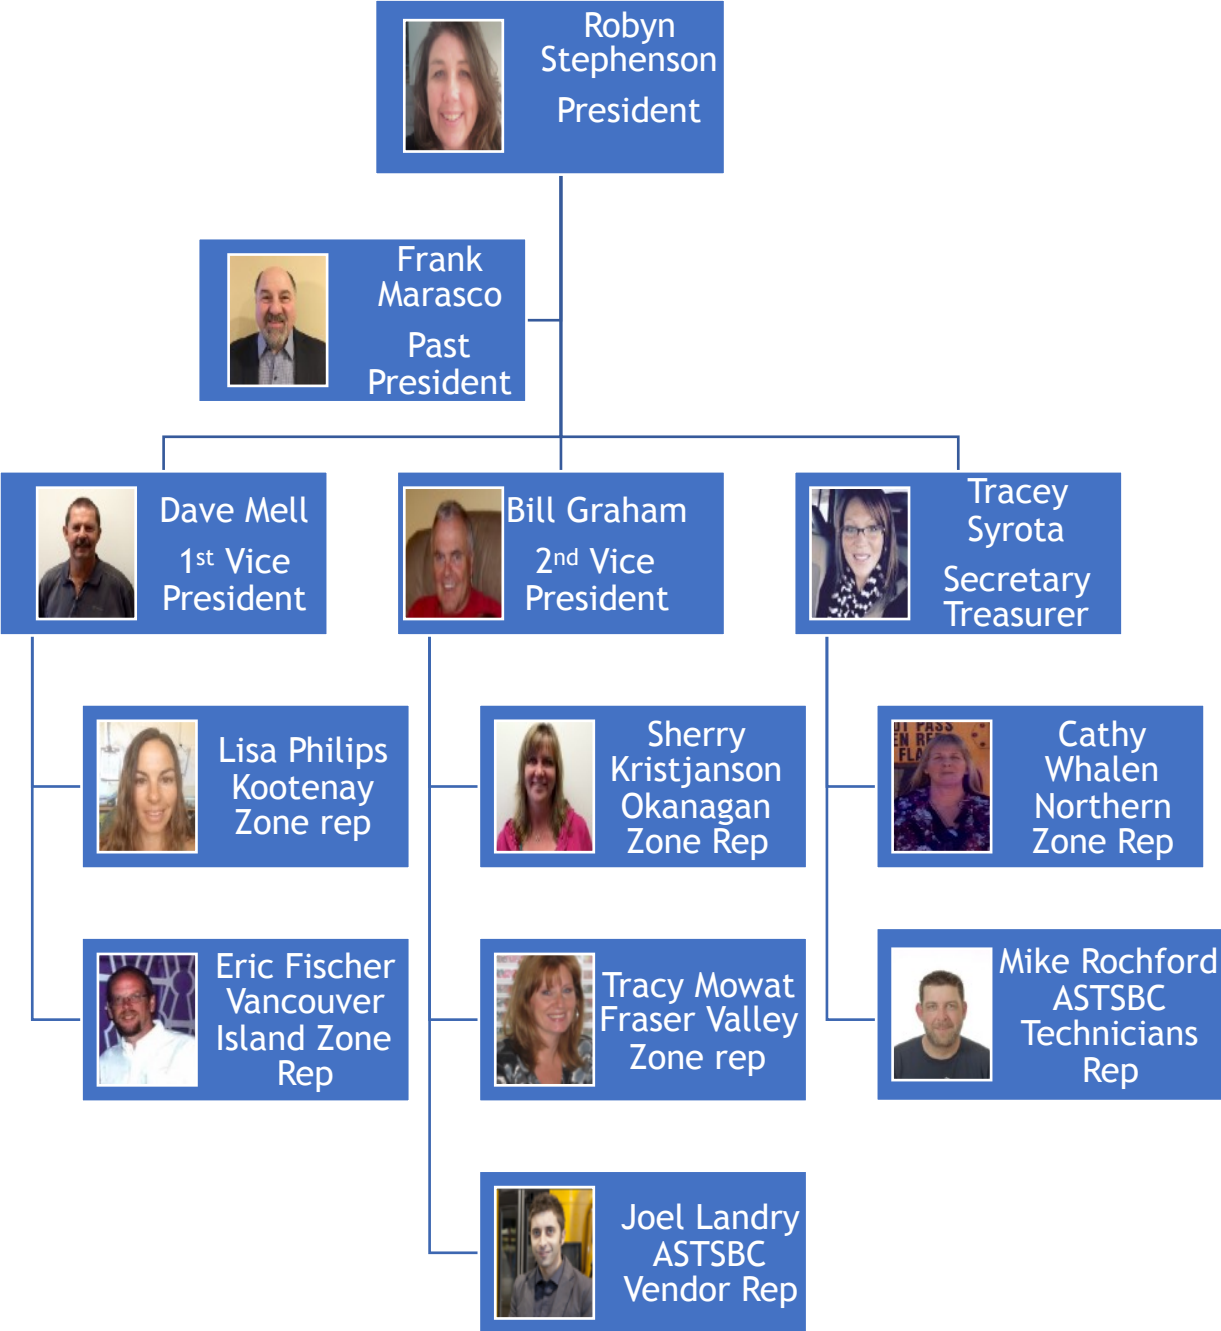 Robyn
Stephenson
President
Frank
Marasco
Past
President
Dave Mell
1st Vice
President
Bill Graham
2nd Vice
President
Tracey
Syrota
Secretary
Treasurer
Lisa Philips
Kootenay
Zone rep
Sherry
Kristjanson
Okanagan
Zone Rep
Cathy
Whalen
Northern
Zone Rep
Eric Fischer
Vancouver
Island Zone
Rep
Tracy Mowat
Fraser Valley
Zone rep
Mike Rochford
ASTSBC
Technicians
Rep
Joel Landry
ASTSBC
Vendor Rep